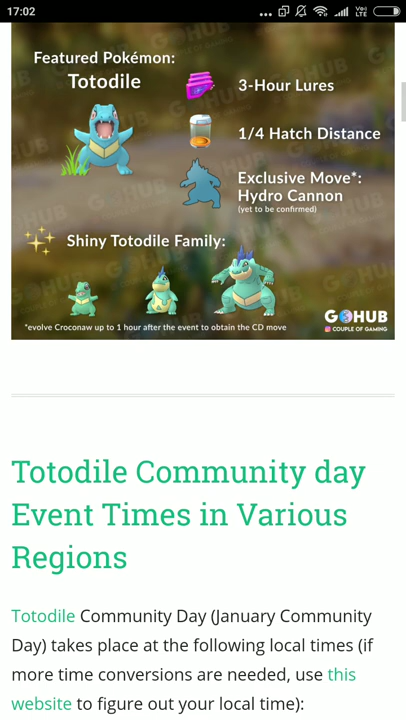 17:02
... VoLTE
Featured Pokémon:
Totodile
3-Hour Lures
1/4 Hatch Distance
Exclusive Move*:
Hydro Cannon
(yet to be confirmed)
Shiny Totodile Family:
*evolve Croconaw up to 1 hour after the event to obtain the CD move
GOHUB
COUPLE OF GAMING
Totodile Community day
Event Times in Various
Regions
Totodile Community Day (January Community
Day) takes place at the following local times (if
more time conversions are needed, use this
website to figure out your local time):